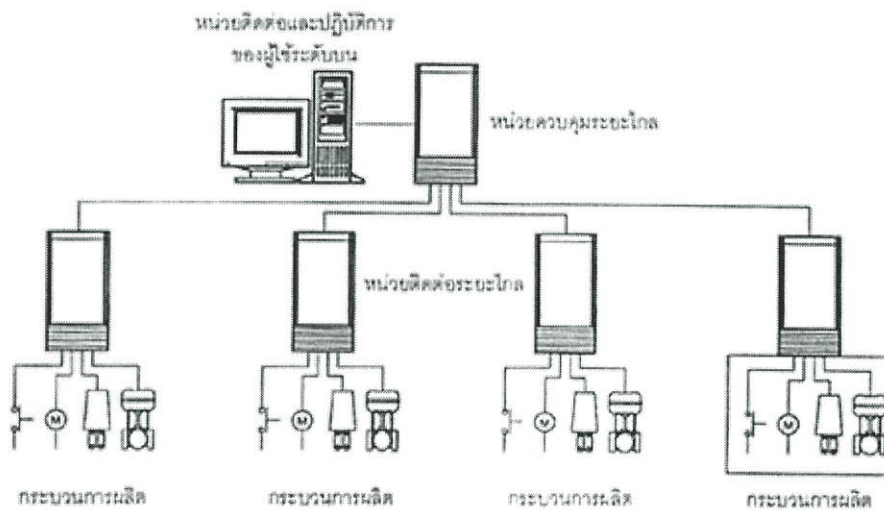 หน่วยติดต่อและปฏิบัติการ
ของผู้ใช้ระดับบน
หน่วยควบคุมระยะไกล
หน่วยติดต่อระยะไกล
M
M
M
M
กระบวนการผลิต
กระบวนการผลิต
กระบวนการผลิต
กระบวนการผลิต